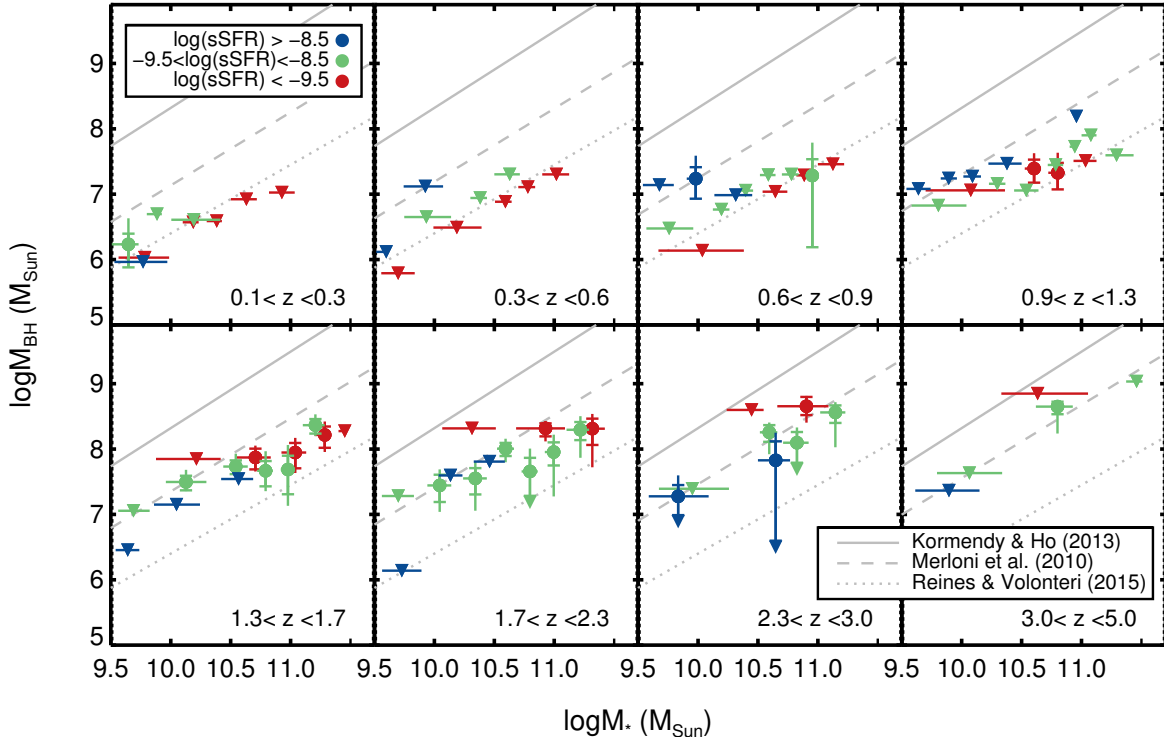 log(sSFR) > −8.5
−9.5<log(sSFR)<−8.5
log(sSFR) < −9.5
9
8
7
6
5
0.1< z <0.3
0.3< z <0.6
0.6< z <0.9
0.9< z <1.3
logM_BH (M_Sun)
9
8
7
6
5
Kormendy & Ho (2013)
Merloni et al. (2010)
Reines & Volonteri (2015)
1.3< z <1.7
1.7< z <2.3
2.3< z <3.0
3.0< z <5.0
9.5 10.0 10.5 11.0 9.5 10.0 10.5 11.0 9.5 10.0 10.5 11.0 9.5 10.0 10.5 11.0
logM_* (M_Sun)